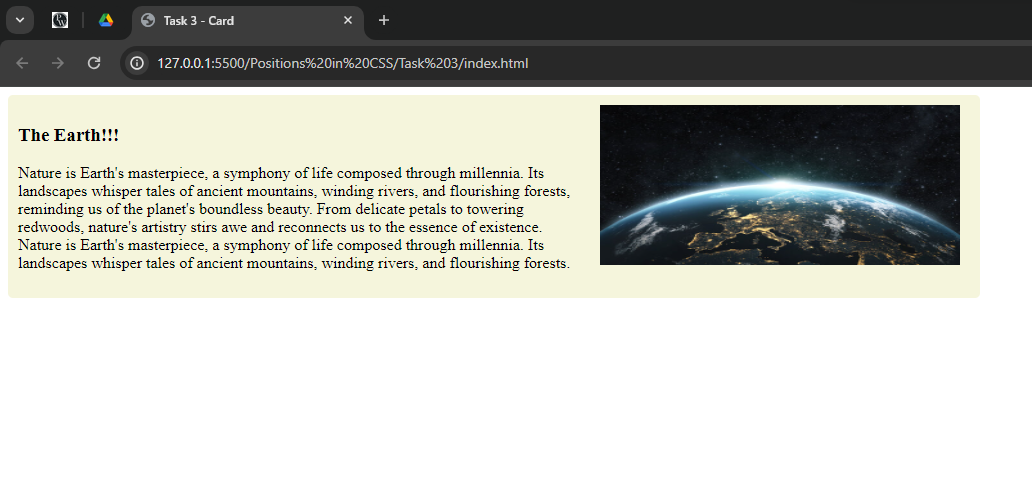 Task 3 - Card
127.0.0.1:5500/Positions%20in%20CSS/Task%203/index.html
The Earth!!!
Nature is Earth's masterpiece, a symphony of life composed through millennia. Its
landscapes whisper tales of ancient mountains, winding rivers, and flourishing forests,
reminding us of the planet's boundless beauty. From delicate petals to towering
redwoods, nature's artistry stirs awe and reconnects us to the essence of existence.
Nature is Earth's masterpiece, a symphony of life composed through millennia. Its
landscapes whisper tales of ancient mountains, winding rivers, and flourishing forests.